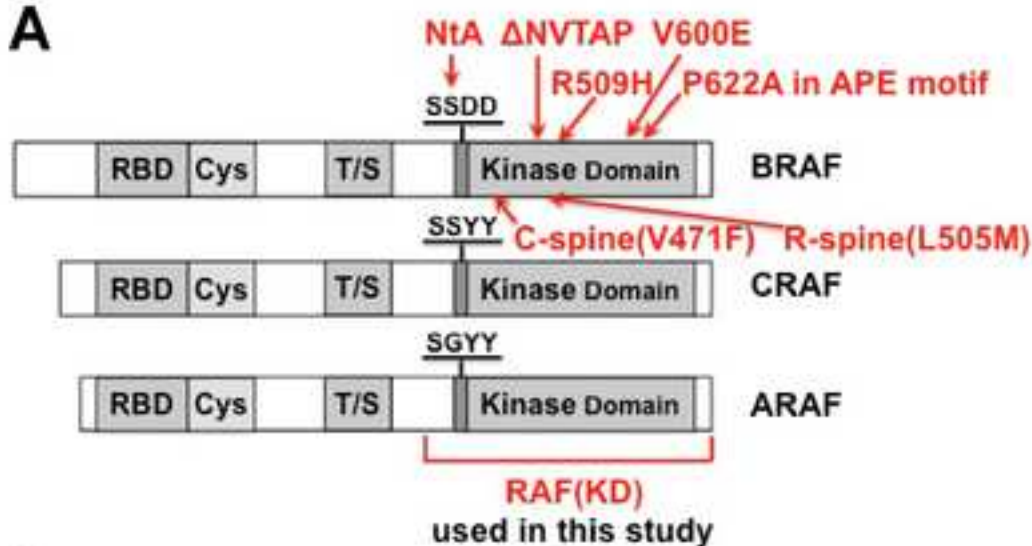 A
NtA ΔNVTAP V600E
R509H P622A in APE motif
SSDD
RBD Cys T/S Kinase Domain BRAF
C-spine(V471F) R-spine(L505M)
SSYY
RBD Cys T/S Kinase Domain CRAF
SGYY
RBD Cys T/S Kinase Domain ARAF
RAF(KD)
used in this study